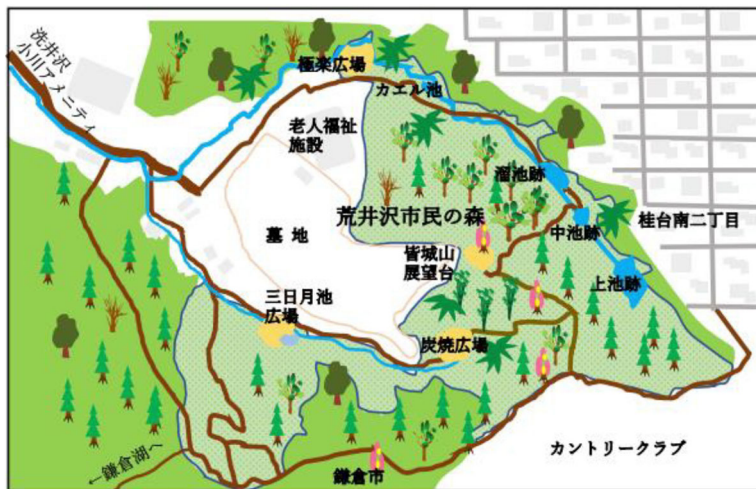 洗井沢
小川アメニティ
極楽広場
カエル池
老人福祉
施設
溜池跡
荒井沢市民の森
中池跡
桂台南二丁目
墓地
皆城山
展望台
上池跡
三日月池
広場
炭焼広場
カントリークラブ
←鎌倉湖へ
鎌倉市